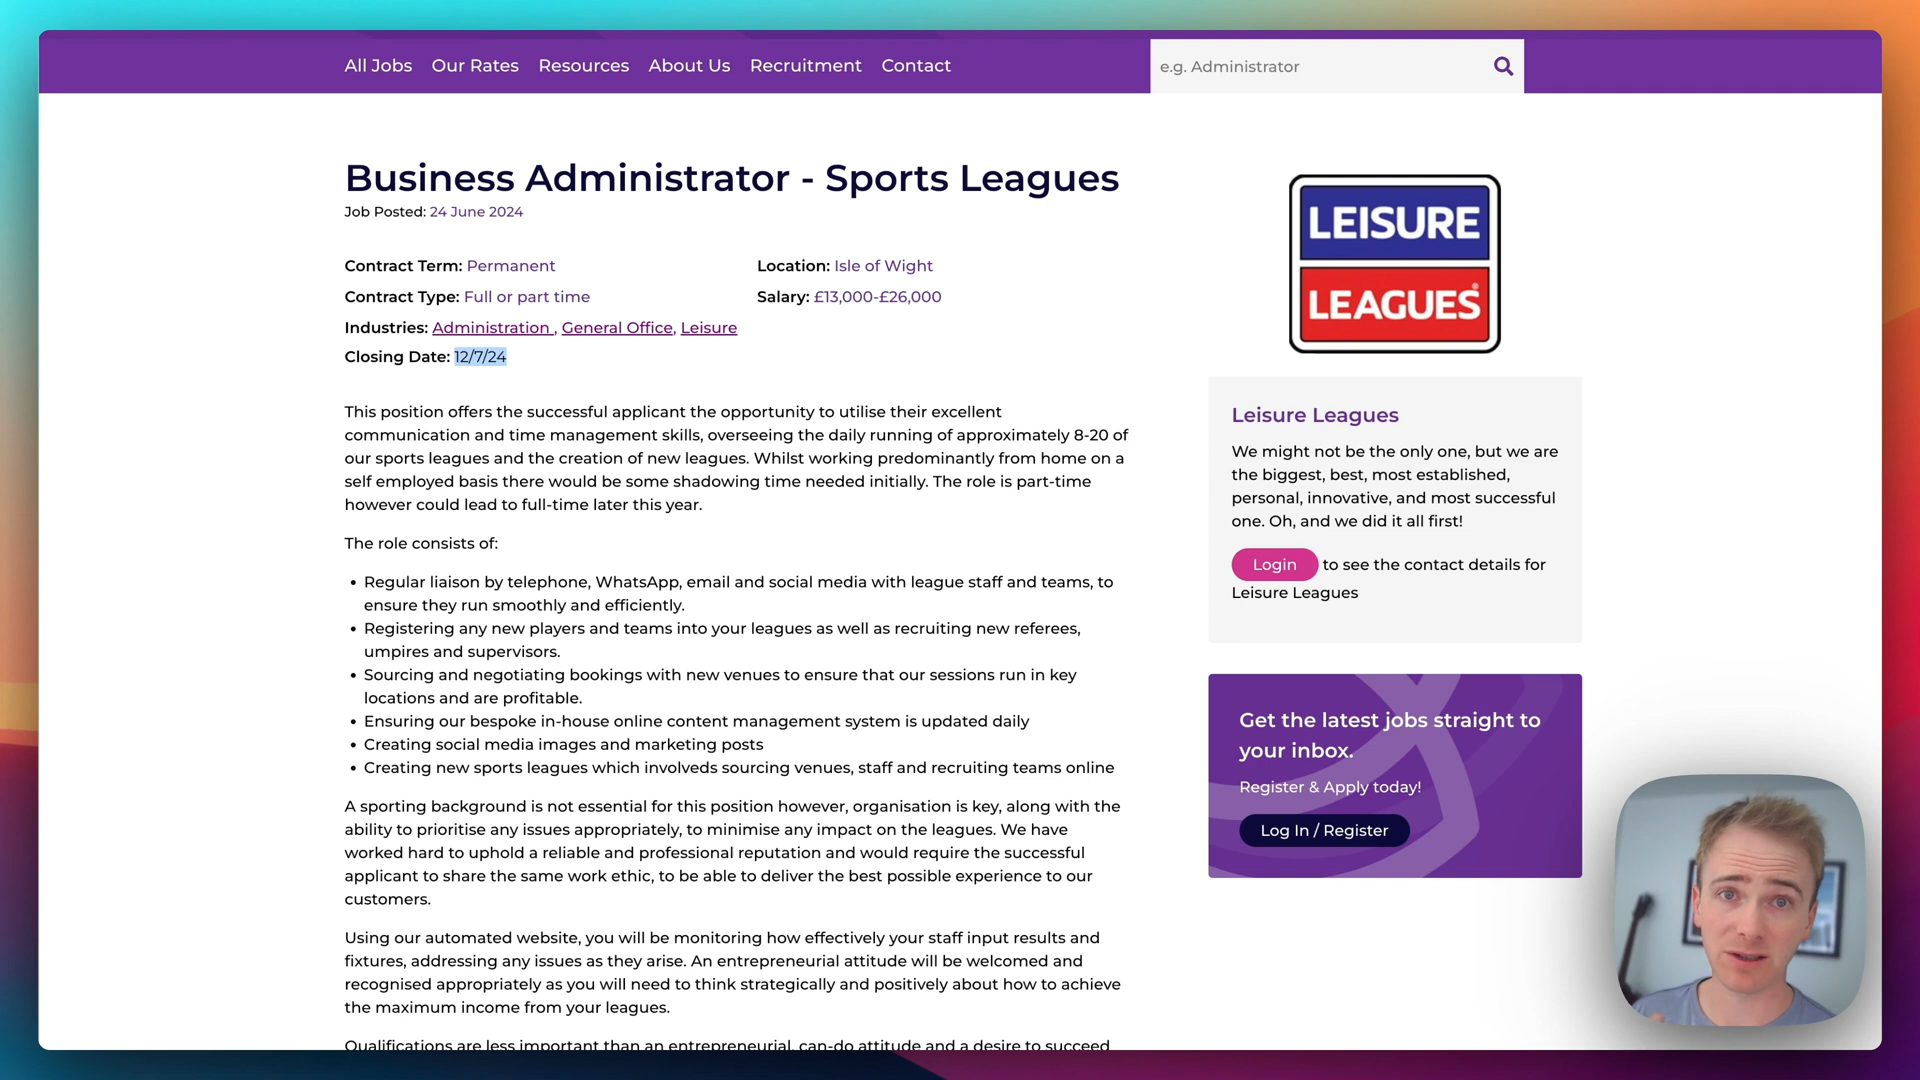 All Jobs Our Rates Resources About Us Recruitment Contact
e.g. Administrator
Business Administrator - Sports Leagues
Job Posted: 24 June 2024
Contract Term: Permanent
Location: Isle of Wight
Contract Type: Full or part time
Salary: £13,000-£26,000
Industries: Administration , General Office, Leisure
Closing Date: 12/7/24
This position offers the successful applicant the opportunity to utilise their excellent
communication and time management skills, overseeing the daily running of approximately 8-20 of
our sports leagues and the creation of new leagues. Whilst working predominantly from home on a
self employed basis there would be some shadowing time needed initially. The role is part-time
however could lead to full-time later this year.
The role consists of:
• Regular liaison by telephone, WhatsApp, email and social media with league staff and teams, to
ensure they run smoothly and efficiently.
• Registering any new players and teams into your leagues as well as recruiting new referees,
umpires and supervisors.
• Sourcing and negotiating bookings with new venues to ensure that our sessions run in key
locations and are profitable.
• Ensuring our bespoke in-house online content management system is updated daily
• Creating social media images and marketing posts
• Creating new sports leagues which involveds sourcing venues, staff and recruiting teams online
A sporting background is not essential for this position however, organisation is key, along with the
ability to prioritise any issues appropriately, to minimise any impact on the leagues. We have
worked hard to uphold a reliable and professional reputation and would require the successful
applicant to share the same work ethic, to be able to deliver the best possible experience to our
customers.
Using our automated website, you will be monitoring how effectively your staff input results and
fixtures, addressing any issues as they arise. An entrepreneurial attitude will be welcomed and
recognised appropriately as you will need to think strategically and positively about how to achieve
the maximum income from your leagues.
Qualifications are less important than an entrepreneurial, can-do attitude and a desire to succeed
LEISURE
LEAGUES®
Leisure Leagues
We might not be the only one, but we are
the biggest, best, most established,
personal, innovative, and most successful
one. Oh, and we did it all first!
Login to see the contact details for
Leisure Leagues
Get the latest jobs straight to
your inbox.
Register & Apply today!
Log In / Register